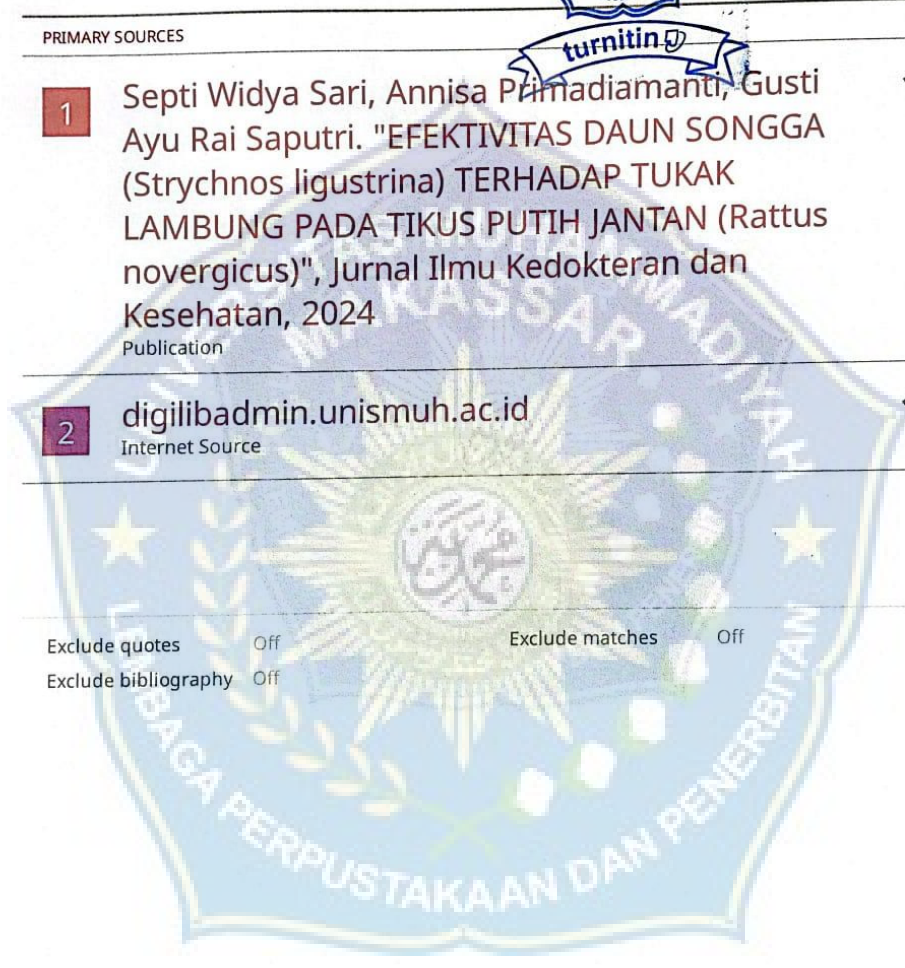 turnitin
PRIMARY SOURCES
1
Septi Widya Sari, Annisa Primadiamanti, Gusti
Ayu Rai Saputri. "EFEKTIVITAS DAUN SONGGA
(Strychnos ligustrina) TERHADAP TUKAK
LAMBUNG PADA TIKUS PUTIH JANTAN (Rattus
novergicus)", Jurnal Ilmu Kedokteran dan
Kesehatan, 2024
Publication
2
digilibadmin.unismuh.ac.id
Internet Source
Exclude quotes Off
Exclude matches Off
Exclude bibliography Off
UNIVERSITAS MUHAMMADIYAH
MAKASSAR
LEMBAGA PERPUSTAKAAN DAN PENERBITAN